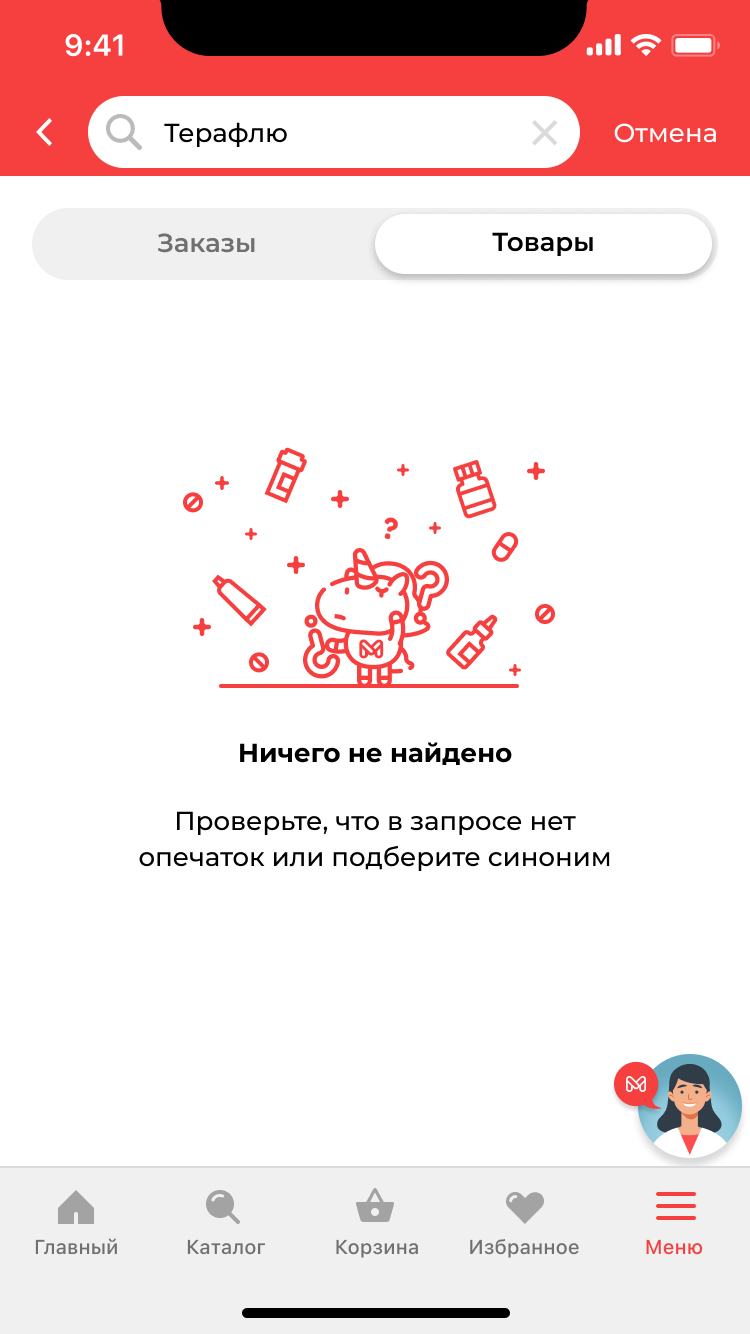 9:41
Терафлю
Отмена
Заказы
Товары
?
Ничего не найдено
Проверьте, что в запросе нет
опечаток или подберите синоним
Главный
Каталог
Корзина
Избранное
Меню